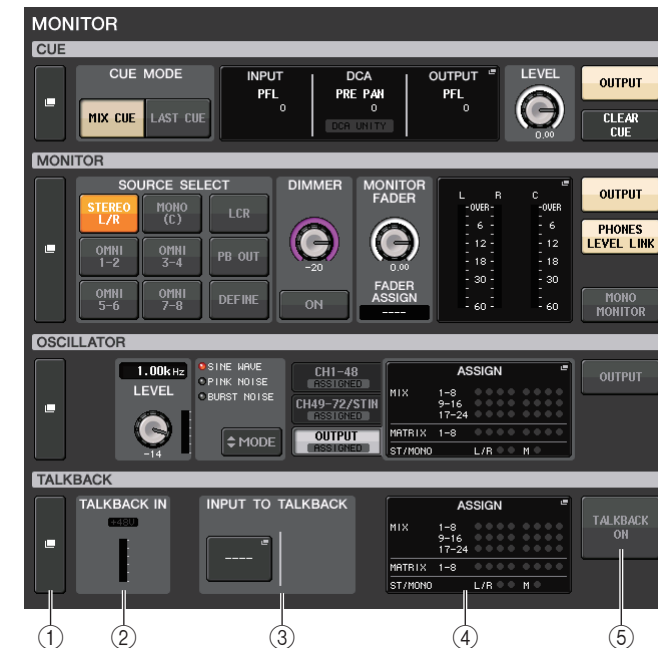 MONITOR
CUE
CUE MODE
MIX CUE
LAST CUE
INPUT
PFL
0
DCA
PRE PAN
0
DCA UNITY
OUTPUT
PFL
0
LEVEL
0.00
OUTPUT
CLEAR
CUE
MONITOR
SOURCE SELECT
STEREO
L/R
MONO
(C)
LCR
OMNI
1-2
OMNI
3-4
PB OUT
OMNI
5-6
OMNI
7-8
DEFINE
DIMMER
-20
ON
MONITOR
FADER
0.00
FADER
ASSIGN
----
L R C
-OVER- -OVER
6 6
12 12
18 18
30 30
60 60
OUTPUT
PHONES
LEVEL LINK
MONO
MONITOR
OSCILLATOR
1.00k Hz
LEVEL
-14
SINE WAVE
PINK NOISE
BURST NOISE
MODE
CH1-48
ASSIGNED
CH49-72/STIN
ASSIGNED
OUTPUT
ASSIGNED
ASSIGN
MIX 1-8
9-16
17-24
MATRIX 1-8
ST/MONO L/R M
OUTPUT
TALKBACK
TALKBACK IN
+48V
INPUT TO TALKBACK
----
ASSIGN
MIX 1-8
9-16
17-24
MATRIX 1-8
ST/MONO L/R M
TALKBACK
ON
① ② ③ ④ ⑤